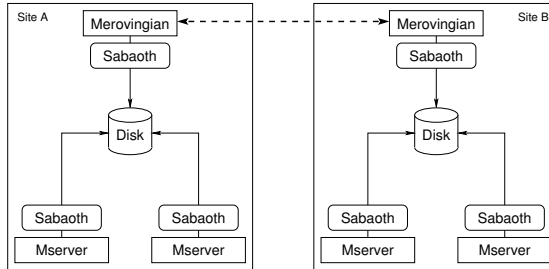 Site A
Merovingian
Sabaoth
Disk
Sabaoth
Sabaoth
Mserver
Mserver
Site B
Merovingian
Sabaoth
Disk
Sabaoth
Sabaoth
Mserver
Mserver